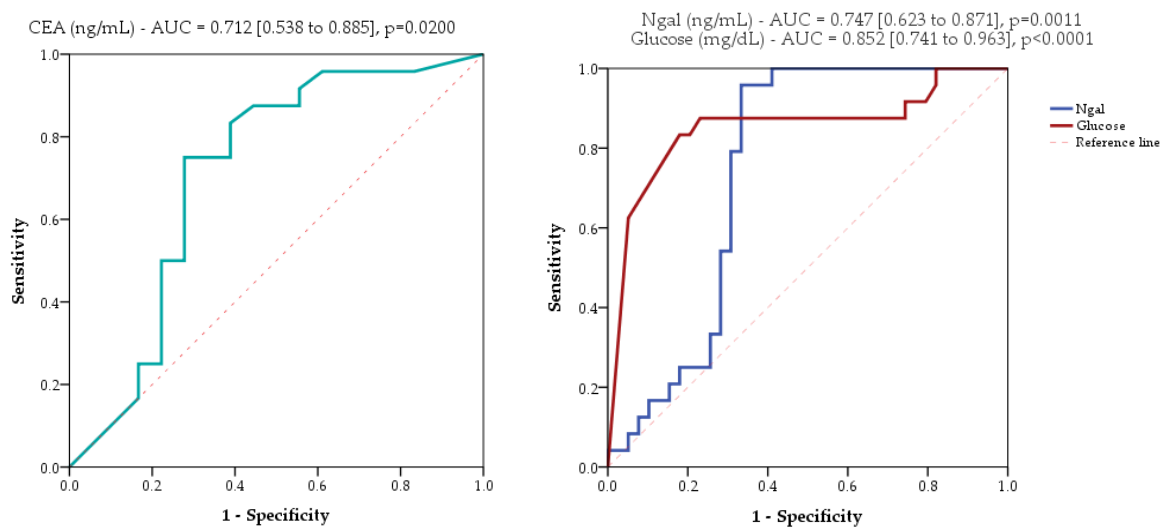 CEA (ng/mL) - AUC = 0.712 [0.538 to 0.885], p=0.0200
1.0
0.8
0.6
0.4
0.2
0.0
Sensitivity
0.0 0.2 0.4 0.6 0.8 1.0
1 - Specificity
Ngal (ng/mL) - AUC = 0.747 [0.623 to 0.871], p=0.0011
Glucose (mg/dL) - AUC = 0.852 [0.741 to 0.963], p<0.0001
1.0
0.8
0.6
0.4
0.2
0.0
Sensitivity
0.0 0.2 0.4 0.6 0.8 1.0
1 - Specificity
Ngal
Glucose
Reference line